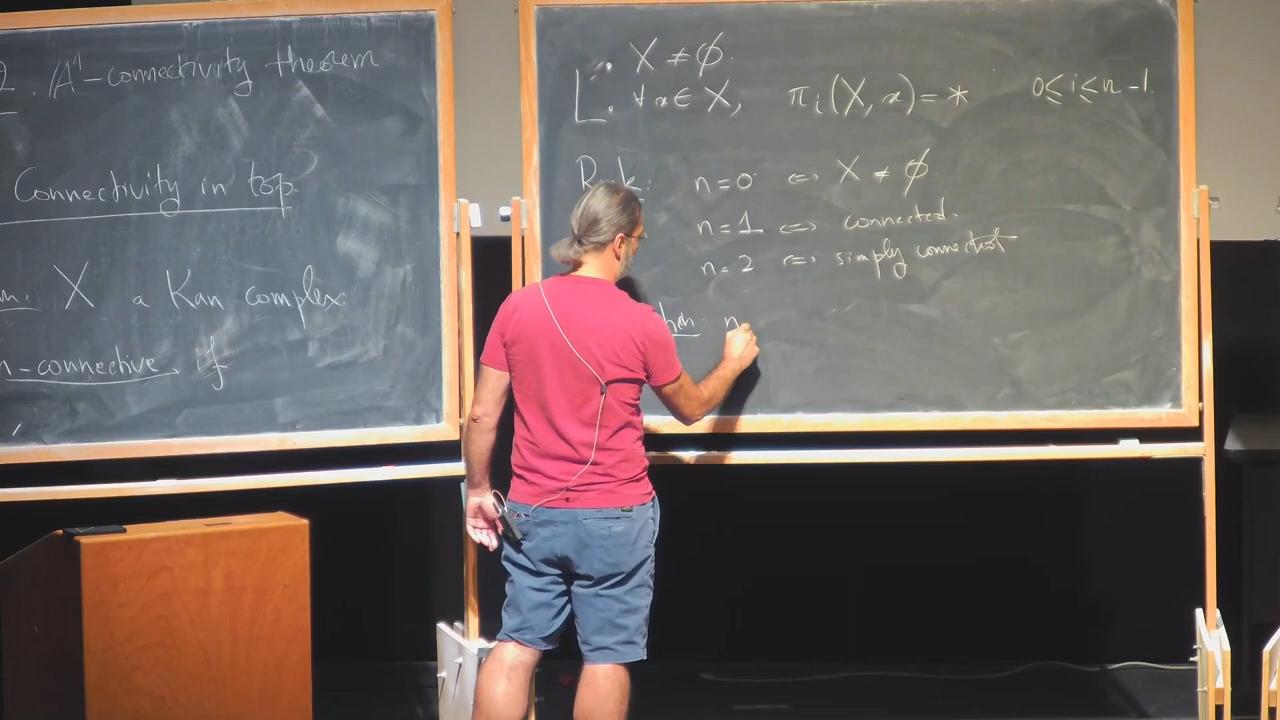 2. A¹-connectivity theorem
Connectivity in top.
X a Kan complex.
n-connective if
• X ≠ ∅.
• ∀ x ∈ X, π_i(X, x) = * 0 ≤ i ≤ n-1.
n=0 ⇔ X ≠ ∅.
n=1 ⇔ connected.
n=2 ⇔ simply connected
n